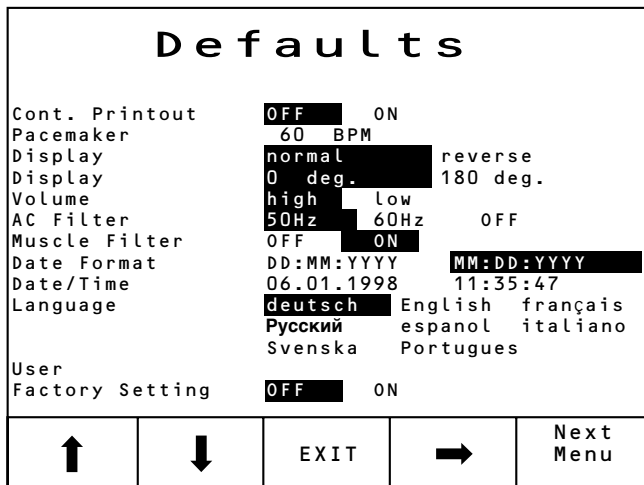 Defaults
Cont. Printout OFF ON
Pacemaker 60 BPM
Display normal reverse
Display 0 deg. 180 deg.
Volume high low
AC Filter 50Hz 60Hz OFF
Muscle Filter OFF ON
Date Format DD:MM:YYYY MM:DD:YYYY
Date/Time 06.01.1998 11:35:47
Language deutsch English français
Русский espanol italiano
Svenska Portugues
User
Factory Setting OFF ON
EXIT
Next
Menu